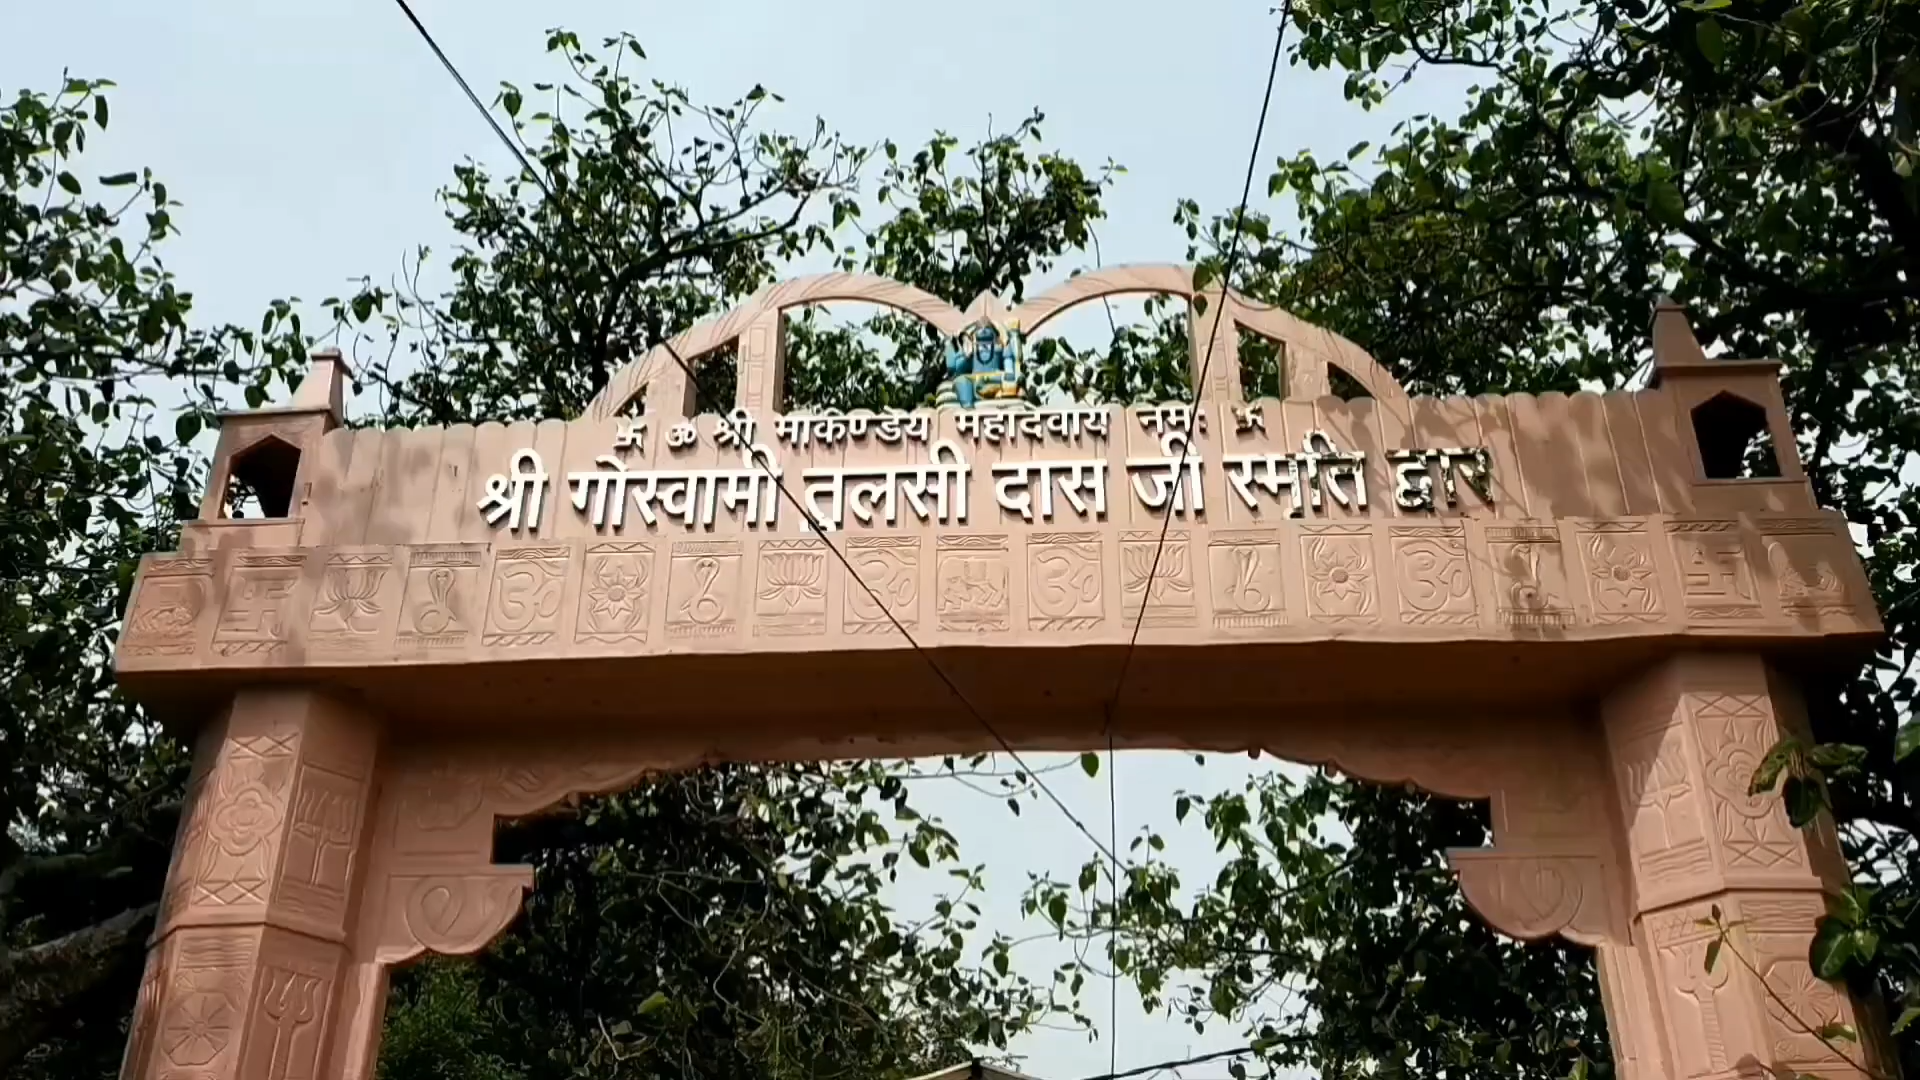 卐 ॐ श्री मार्कण्डेय महादेवाय नमः 卐
श्री गोस्वामी तुलसी दास जी स्मृति द्वार